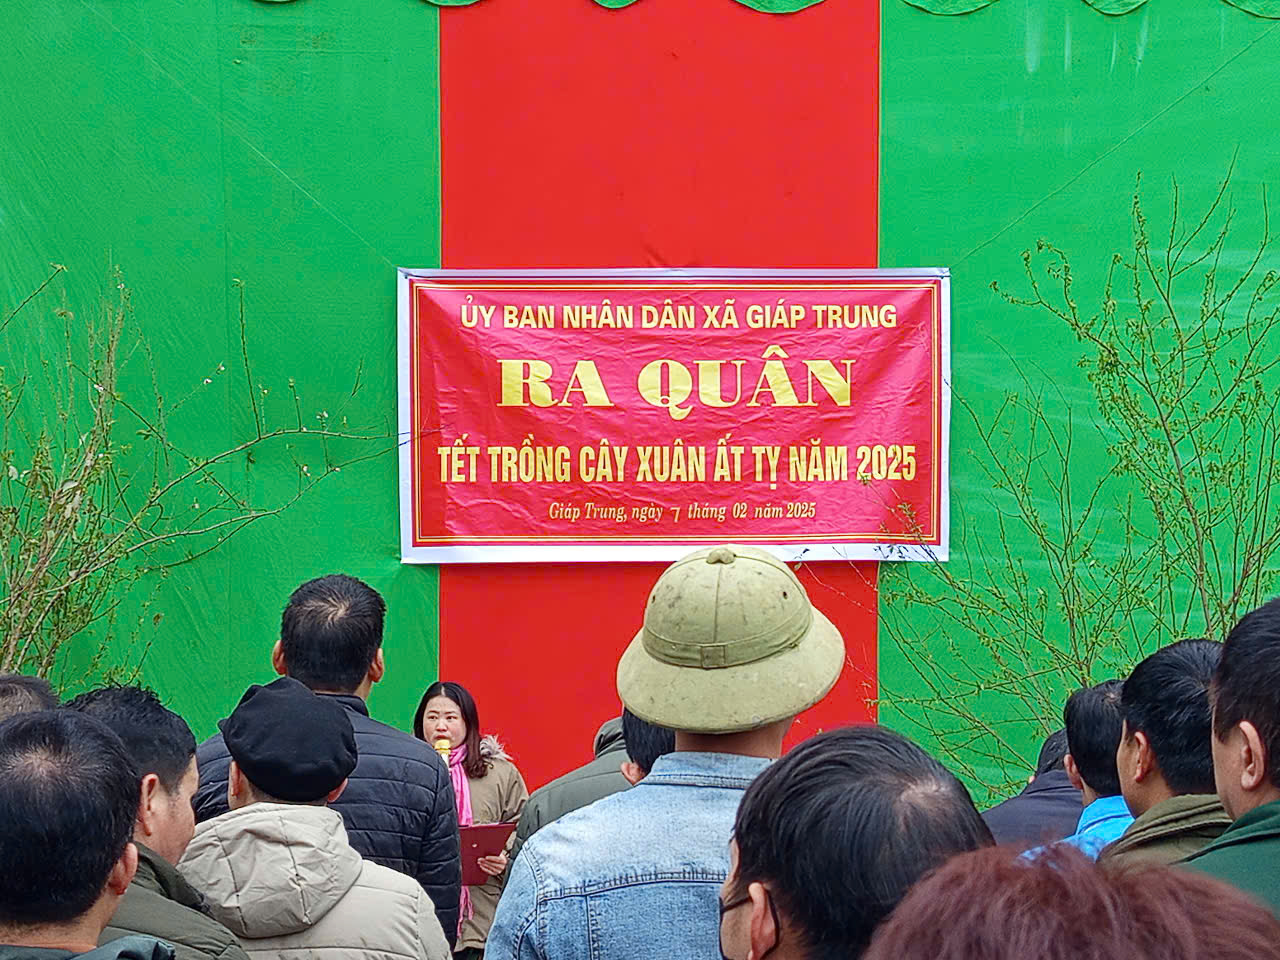 ỦY BAN NHÂN DÂN XÃ GIÁP TRUNG
RA QUÂN
TẾT TRỒNG CÂY XUÂN ẤT TỴ NĂM 2025
Giáp Trung, ngày 7 tháng 02 năm 2025